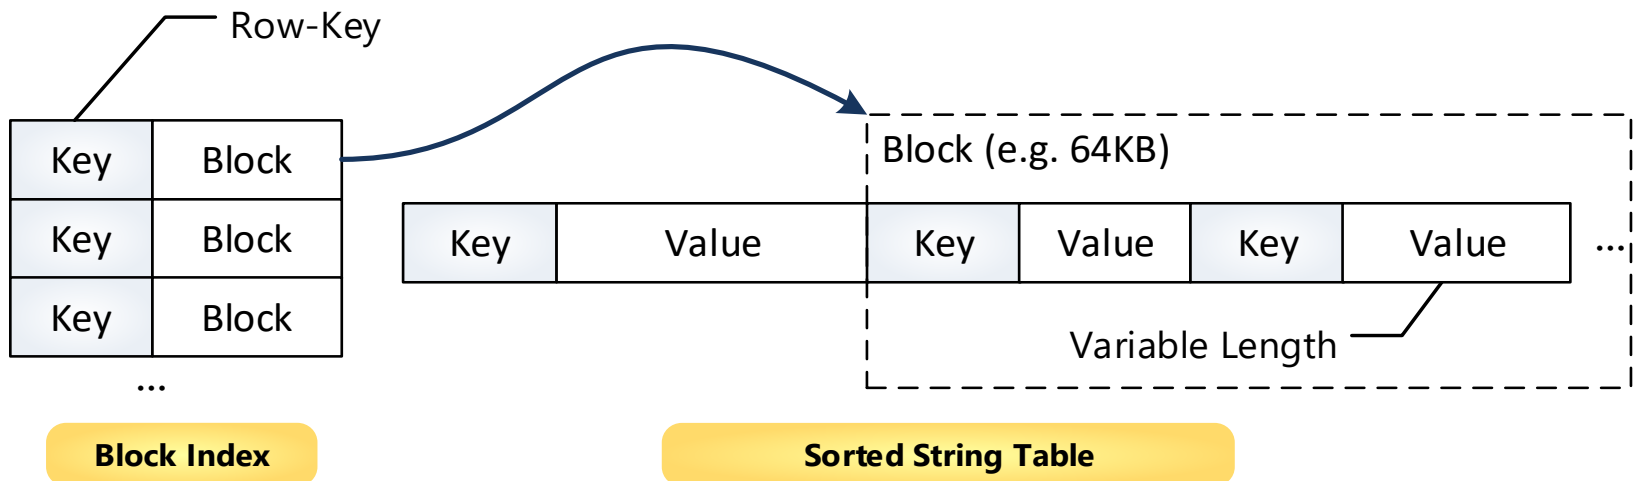 Row-Key
Key Block
Key Block
Key Block
...
Block Index
Block (e.g. 64KB)
Key Value Key Value Key Value ...
Variable Length
Sorted String Table